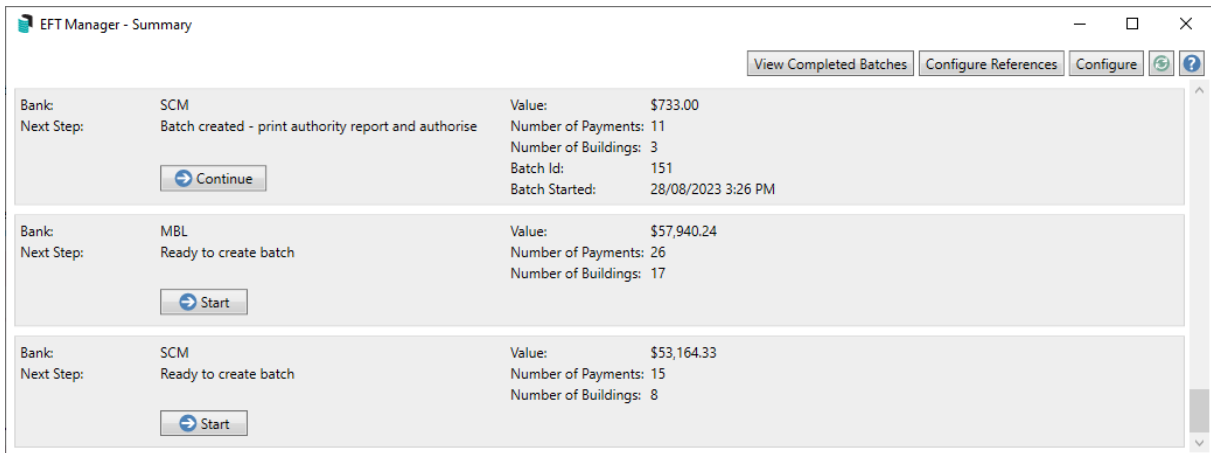 EFT Manager - Summary
View Completed Batches Configure References Configure
Bank: SCM Value: $733.00
Next Step: Batch created - print authority report and authorise Number of Payments: 11
Number of Buildings: 3
Continue Batch Id: 151
Batch Started: 28/08/2023 3:26 PM
Bank: MBL Value: $57,940.24
Next Step: Ready to create batch Number of Payments: 26
Number of Buildings: 17
Start
Bank: SCM Value: $53,164.33
Next Step: Ready to create batch Number of Payments: 15
Number of Buildings: 8
Start